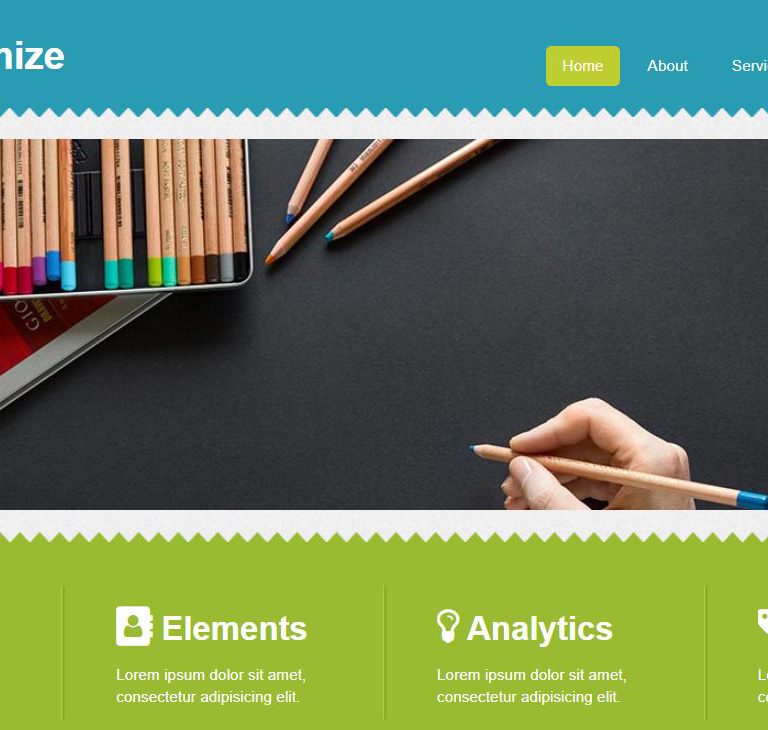 nize
Home
About
Servi
GIO
Elements
Analytics
Lorem ipsum dolor sit amet,
consectetur adipisicing elit.
Lorem ipsum dolor sit amet,
consectetur adipisicing elit.